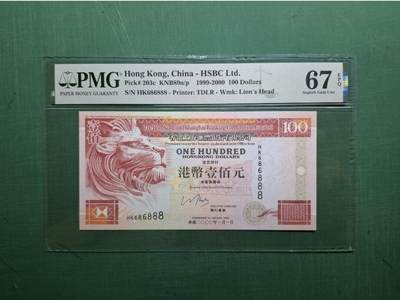 PMG
PAPER MONEY GUARANTY
Hong Kong, China - HSBC Ltd.
Pick# 203c KNB89n/p 1999-2000 100 Dollars
S/N HK686888 - Printer: TDLR - Wmk: Lion's Head
67 EPQ
Superb Gem Unc
100
ONE HUNDRED
HONGKONG DOLLARS
港幣壹佰元
HK686888
HK686888